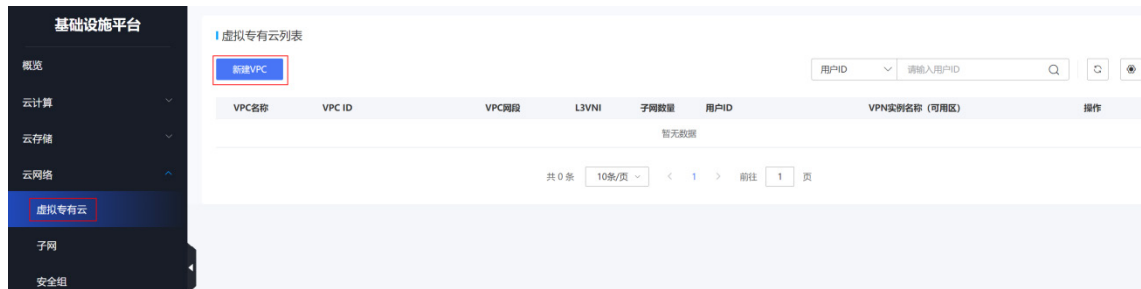 基础设施平台
概览
云计算
云存储
云网络
虚拟专有云
子网
安全组
虚拟专有云列表
新建VPC
用户ID 请输入用户ID
VPC名称 VPC ID VPC网段 L3VNI 子网数量 用户ID VPN实例名称（可用区） 操作
暂无数据
共 0 条 10条/页 < 1 > 前往 1 页